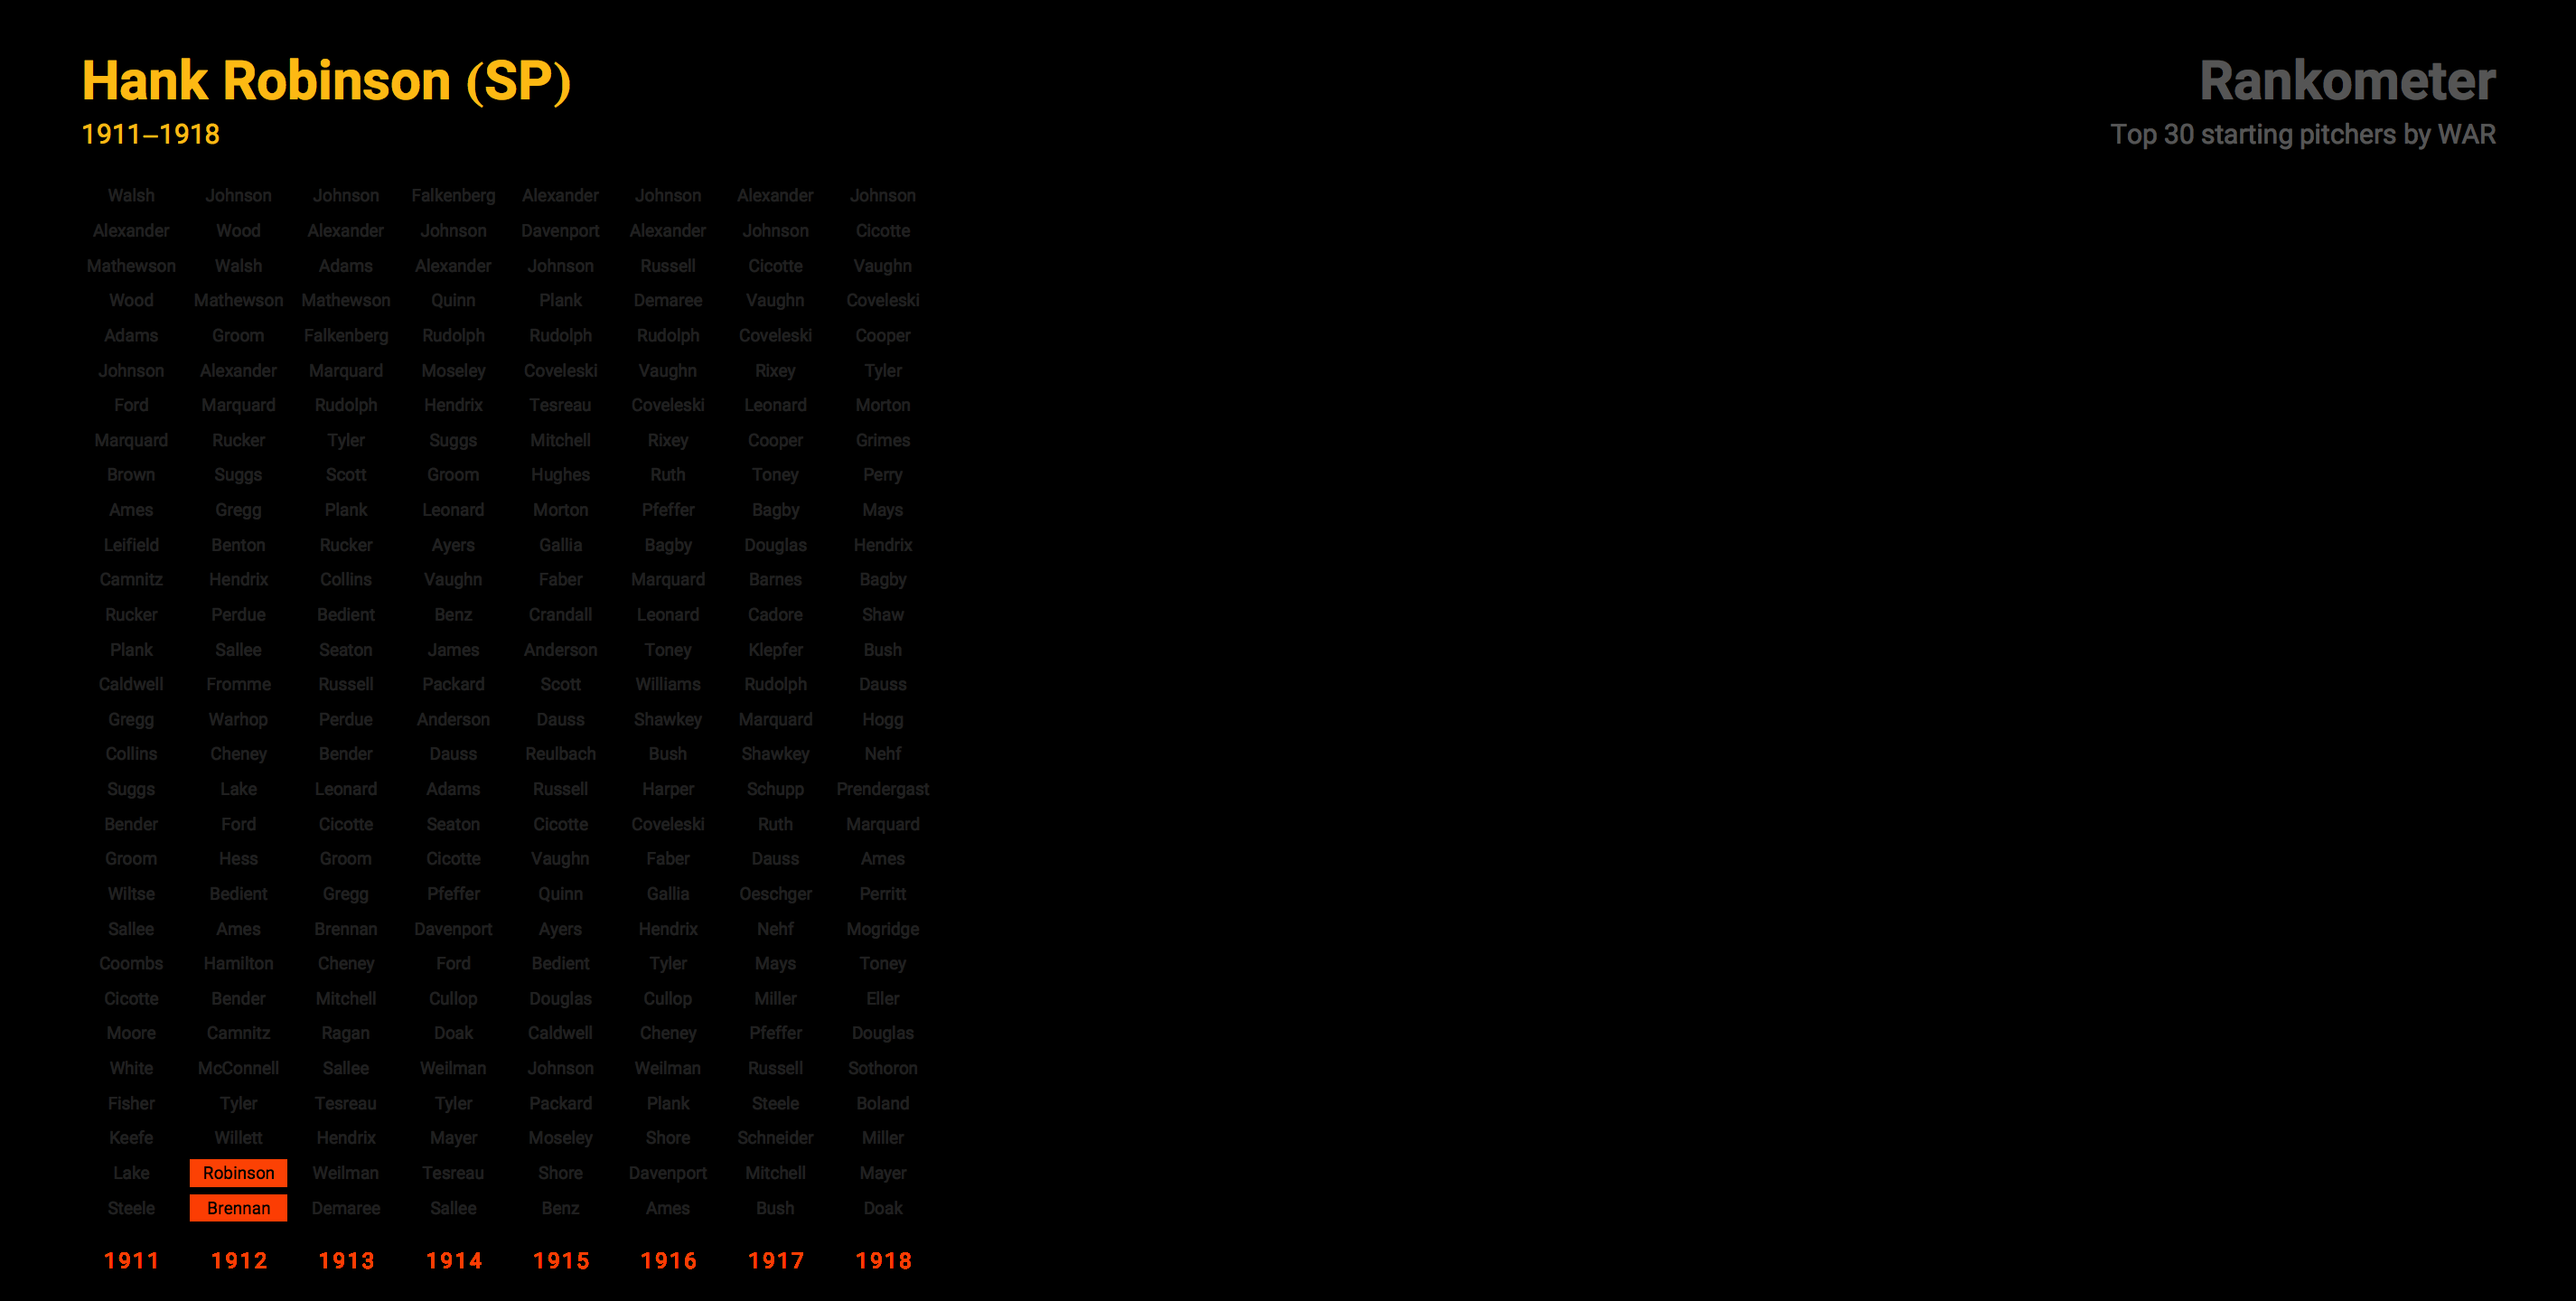 Hank Robinson (SP)
1911–1918
Rankometer
Top 30 starting pitchers by WAR
Walsh Johnson Johnson Falkenberg Alexander Johnson Alexander Johnson
Alexander Wood Alexander Johnson Davenport Alexander Johnson Cicotte
Mathewson Walsh Adams Alexander Johnson Russell Cicotte Vaughn
Wood Mathewson Mathewson Quinn Plank Demaree Vaughn Coveleski
Adams Groom Falkenberg Rudolph Rudolph Rudolph Coveleski Cooper
Johnson Alexander Marquard Moseley Coveleski Vaughn Rixey Tyler
Ford Marquard Rudolph Hendrix Tesreau Coveleski Leonard Morton
Marquard Rucker Tyler Suggs Mitchell Rixey Cooper Grimes
Brown Suggs Scott Groom Hughes Ruth Toney Perry
Ames Gregg Plank Leonard Morton Pfeffer Bagby Mays
Leifield Benton Rucker Ayers Gallia Bagby Douglas Hendrix
Camnitz Hendrix Collins Vaughn Faber Marquard Barnes Bagby
Rucker Perdue Bedient Benz Crandall Leonard Cadore Shaw
Plank Sallee Seaton James Anderson Toney Klepfer Bush
Caldwell Fromme Russell Packard Scott Williams Rudolph Dauss
Gregg Warhop Perdue Anderson Dauss Shawkey Marquard Hogg
Collins Cheney Bender Dauss Reulbach Bush Shawkey Nehf
Suggs Lake Leonard Adams Russell Harper Schupp Prendergast
Bender Ford Cicotte Seaton Cicotte Coveleski Ruth Marquard
Groom Hess Groom Cicotte Vaughn Faber Dauss Ames
Wiltse Bedient Gregg Pfeffer Quinn Gallia Oeschger Perritt
Sallee Ames Brennan Davenport Ayers Hendrix Nehf Mogridge
Coombs Hamilton Cheney Ford Bedient Tyler Mays Toney
Cicotte Bender Mitchell Cullop Douglas Cullop Miller Eller
Moore Camnitz Ragan Doak Caldwell Cheney Pfeffer Douglas
White McConnell Sallee Weilman Johnson Weilman Russell Sothoron
Fisher Tyler Tesreau Tyler Packard Plank Steele Boland
Keefe Willett Hendrix Mayer Moseley Shore Schneider Miller
Lake Robinson Weilman Tesreau Shore Davenport Mitchell Mayer
Steele Brennan Demaree Sallee Benz Ames Bush Doak
1911 1912 1913 1914 1915 1916 1917 1918